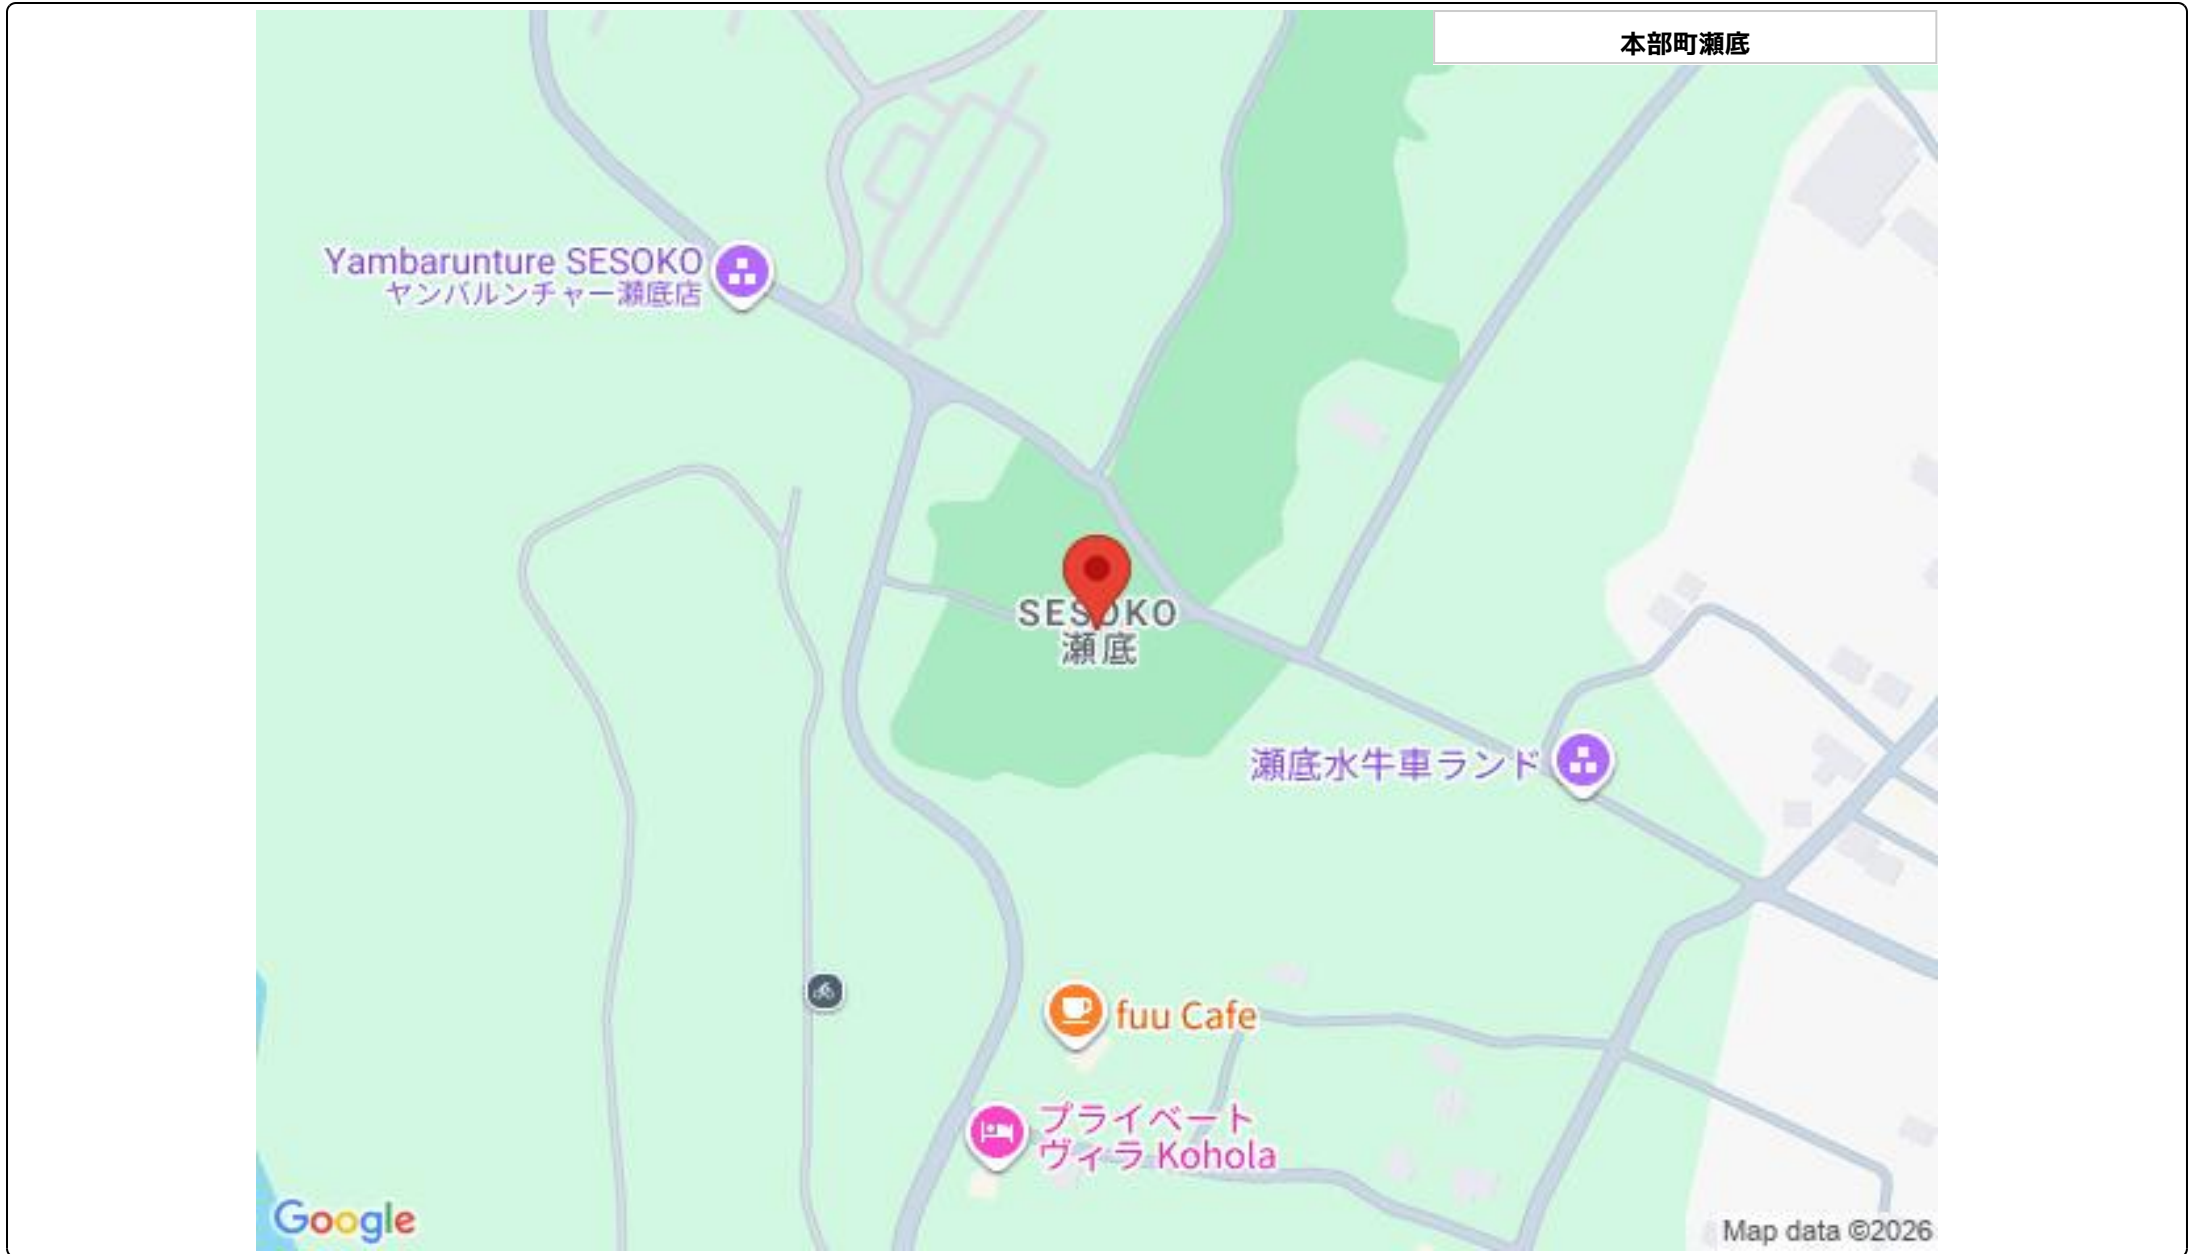 本部町瀬底
Yambarunture SESOKO
ヤンバルンチャー瀬底店
SESOKO
瀬底
瀬底水牛車ランド
fuu Cafe
プライベート
ヴィラ Kohola
Google
Map data ©2026